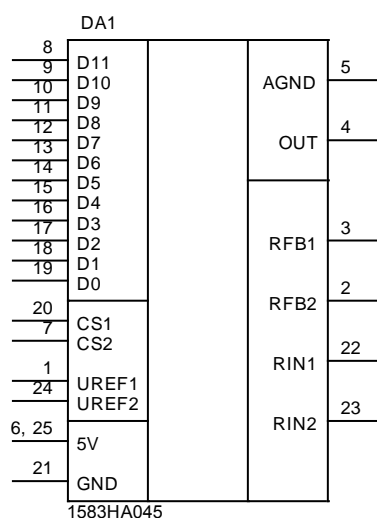 DA1
8 D11
9 D10
10 D9
11 D8
12 D7
13 D6
14 D5
15 D4
16 D3
17 D2
18 D1
19 D0
20 CS1
7 CS2
1 UREF1
24 UREF2
6, 25 5V
21 GND
AGND 5
OUT 4
RFB1 3
RFB2 2
RIN1 22
RIN2 23
1583HA045